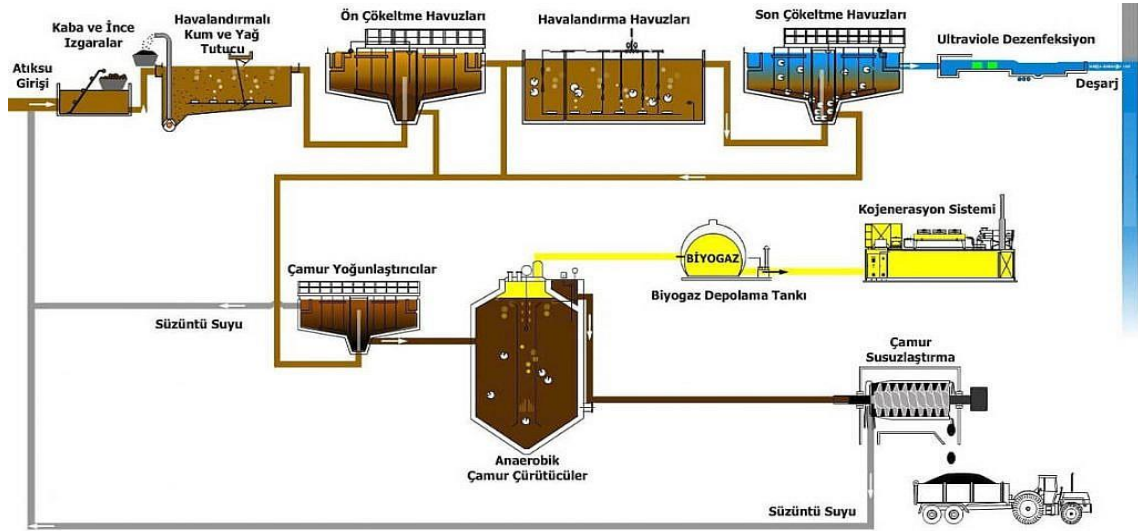 Kaba ve İnce
Izgaralar
Atıksu
Girişi
Havalandırmalı
Kum ve Yağ
Tutucu
Ön Çökeltme Havuzları
Havalandırma Havuzları
Son Çökeltme Havuzları
Ultraviole Dezenfeksiyon
Deşarj
Kojenerasyon Sistemi
BİYOGAZ
Biyogaz Depolama Tankı
Çamur Yoğunlaştırıcılar
Süzüntü Suyu
Çamur
Susuzlaştırma
Anaerobik
Çamur Çürütücüler
Süzüntü Suyu